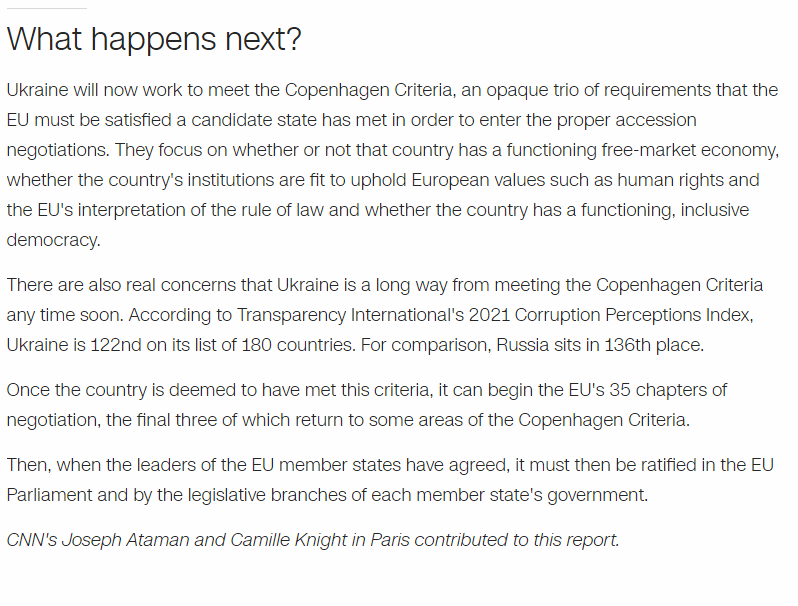 What happens next?
Ukraine will now work to meet the Copenhagen Criteria, an opaque trio of requirements that the
EU must be satisfied a candidate state has met in order to enter the proper accession
negotiations. They focus on whether or not that country has a functioning free-market economy,
whether the country's institutions are fit to uphold European values such as human rights and
the EU's interpretation of the rule of law and whether the country has a functioning, inclusive
democracy.
There are also real concerns that Ukraine is a long way from meeting the Copenhagen Criteria
any time soon. According to Transparency International's 2021 Corruption Perceptions Index,
Ukraine is 122nd on its list of 180 countries. For comparison, Russia sits in 136th place.
Once the country is deemed to have met this criteria, it can begin the EU's 35 chapters of
negotiation, the final three of which return to some areas of the Copenhagen Criteria.
Then, when the leaders of the EU member states have agreed, it must then be ratified in the EU
Parliament and by the legislative branches of each member state's government.
CNN's Joseph Ataman and Camille Knight in Paris contributed to this report.